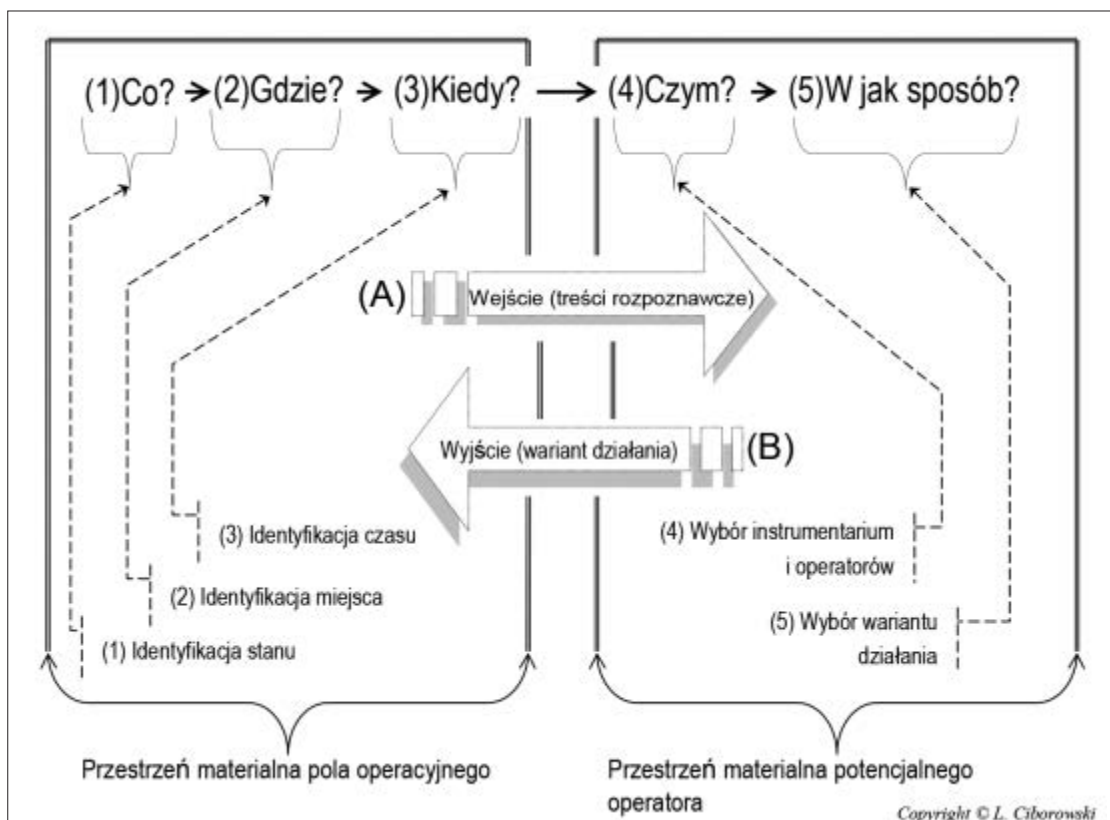 (1)Co? (2)Gdzie? (3)Kiedy? (4)Czym? (5)W jak sposób?
(A) Wejście (treści rozpoznawcze)
Wyjście (wariant działania) (B)
(3) Identyfikacja czasu
(2) Identyfikacja miejsca
(1) Identyfikacja stanu
(4) Wybór instrumentarium
i operatorów
(5) Wybór wariantu
działania
Przestrzeń materialna pola operacyjnego
Przestrzeń materialna potencjalnego
operatora
Copyright © L. Ciborowski